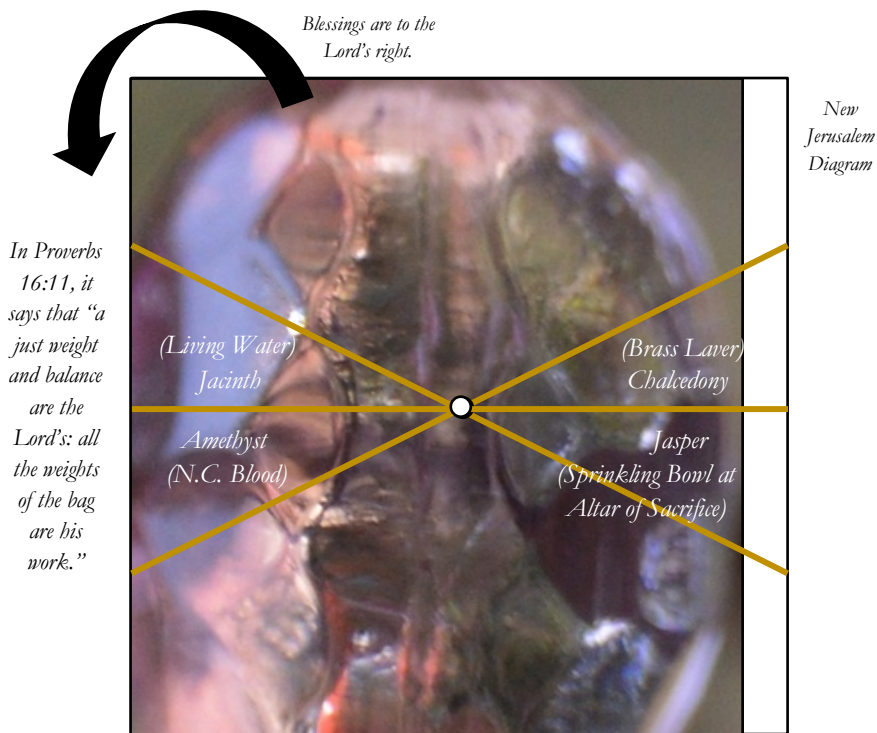 Blessings are to the
Lord's right.
New
Jerusalem
Diagram
In Proverbs
16:11, it
says that “a
just weight
and balance
are the
Lord's: all
the weights
of the bag
are his
work.”
(Living Water)
Jacinth
(Brass Laver)
Chalcedony
Amethyst
(N.C. Blood)
Jasper
(Sprinkling Bowl at
Altar of Sacrifice)